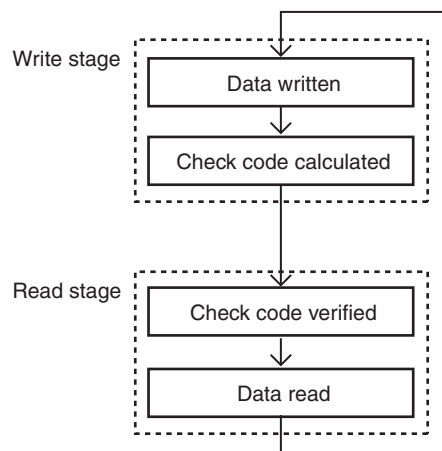 Write stage
Data written
Check code calculated
Read stage
Check code verified
Data read